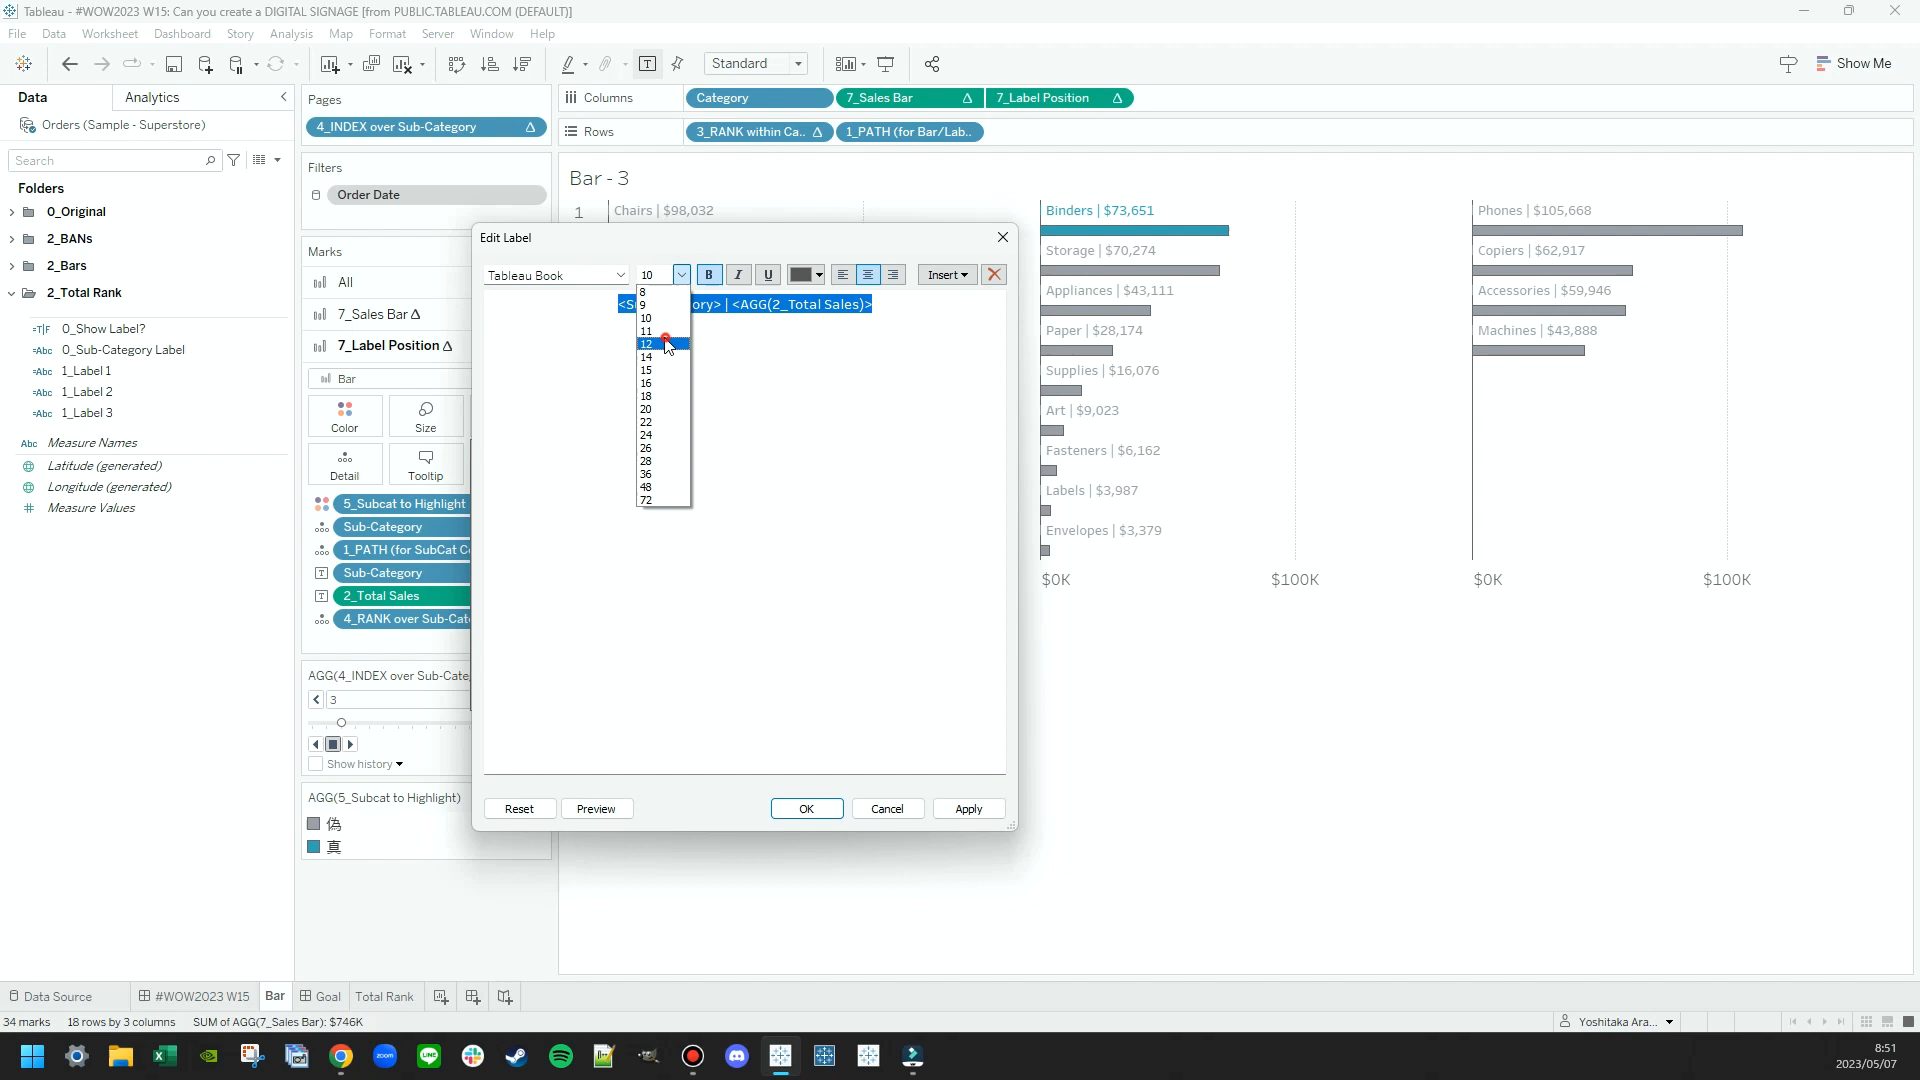 Tableau - #WOW2023 W15: Can you create a DIGITAL SIGNAGE [from PUBLIC.TABLEAU.COM (DEFAULT)]
File Data Worksheet Dashboard Story Analysis Map Format Server Window Help
Standard
Show Me
Data
Analytics
Orders (Sample - Superstore)
Search
Folders
0_Original
2_BANs
2_Bars
2_Total Rank
=T|F 0_Show Label?
=Abc 0_Sub-Category Label
=Abc 1_Label 1
=Abc 1_Label 2
=Abc 1_Label 3
Abc Measure Names
Latitude (generated)
Longitude (generated)
# Measure Values
Pages
4_INDEX over Sub-Category
Filters
Order Date
Marks
All
7_Sales Bar
7_Label Position
Bar
Color
Size
Detail
Tooltip
5_Subcat to Highlight
Sub-Category
1_PATH (for SubCat
Sub-Category
2_Total Sales
4_RANK over Sub-Cat
AGG(4_INDEX over Sub-Cate
3
Show history
AGG(5_Subcat to Highlight)
偽
真
Columns
Category
7_Sales Bar
7_Label Position
Rows
3_RANK within Ca..
1_PATH (for Bar/Lab..
Bar - 3
1
Chairs | $98,032
Binders | $73,651
Storage | $70,274
Appliances | $43,111
Paper | $28,174
Supplies | $16,076
Art | $9,023
Fasteners | $6,162
Labels | $3,987
Envelopes | $3,379
$0K
$100K
Phones | $105,668
Copiers | $62,917
Accessories | $59,946
Machines | $43,888
$0K
$100K
Edit Label
Tableau Book
10
B
I
U
Insert
<S
ory> | <AGG(2_Total Sales)>
8
9
10
11
12
14
15
16
18
20
22
24
26
28
36
48
72
Reset
Preview
OK
Cancel
Apply
Data Source
#WOW2023 W15
Bar
Goal
Total Rank
34 marks
18 rows by 3 columns
SUM of AGG(7_Sales Bar): $746K
Yoshitaka Ara...
zoom
LINE
8:51
2023/05/07